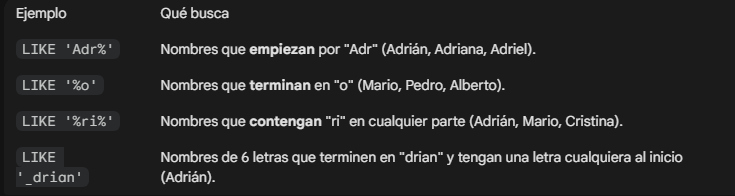 Ejemplo Qué busca
LIKE 'Adr%' Nombres que empiezan por "Adr" (Adrián, Adriana, Adriel).
LIKE '%o' Nombres que terminan en "o" (Mario, Pedro, Alberto).
LIKE '%ri%' Nombres que contengan "ri" en cualquier parte (Adrián, Mario, Cristina).
LIKE Nombres de 6 letras que terminen en "drian" y tengan una letra cualquiera al inicio
'_drian' (Adrián).